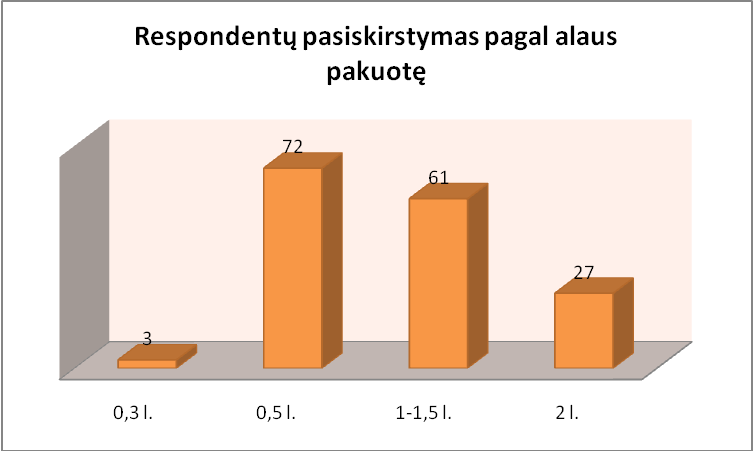 Respondentų pasiskirstymas pagal alaus
pakuotę
72
61
27
3
0,3 l.
0,5 l.
1-1,5 l.
2 l.